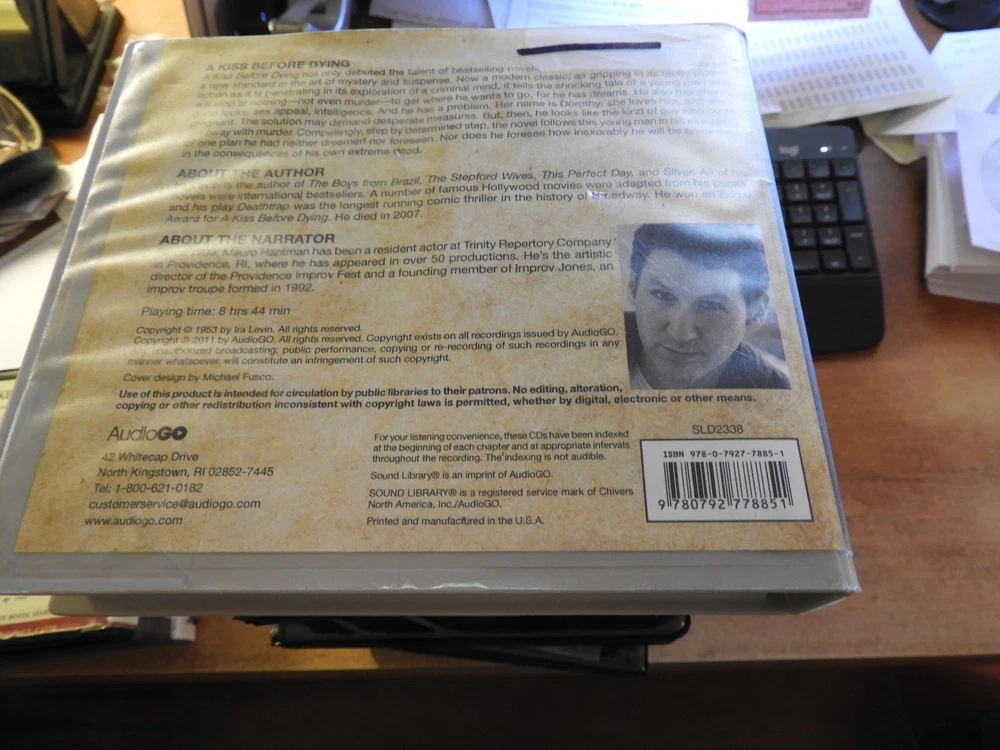 A KISS BEFORE DYING
A Kiss Before Dying not only debuted the talent of bestselling
a new standard in the art of mystery and suspense. Now a modern classic, as gripping in its
action as it is penetrating in its exploration of a criminal mind, it tells the shocking tale of a young
will stop at nothing—not even murder—to get where he wants to go, for he has dreams. He also has
good looks, sex appeal, intelligence. And he has a problem. Her name is Dorothy, she loves him, and
The solution may demand desperate measures. But, then, he looks like the kind of guy who
away with murder. Compellingly, step by determined step, the novel follows this young man in his
one plan he had neither dreamed nor foreseen. Nor does he foresee how inexorably he will be
in the consequences of his own extreme deed.
ABOUT THE AUTHOR
is the author of The Boys from Brazil, The Stepford Wives, This Perfect Day, and Sliver. All of his
novels were international bestsellers. A number of famous Hollywood movies were adapted from his books,
and his play Deathtrap was the longest running comic thriller in the history of Broadway. He won an
Award for A Kiss Before Dying. He died in 2007.
ABOUT THE NARRATOR
Mauro Hantman has been a resident actor at Trinity Repertory Company
in Providence, RI, where he has appeared in over 50 productions. He's the artistic
director of the Providence Improv Fest and a founding member of Improv Jones, an
improv troupe formed in 1992.
Playing time: 8 hrs 44 min
Copyright © 1953 by Ira Levin. All rights reserved.
Copyright © 2011 by AudioGO. All rights reserved. Copyright exists on all recordings issued by AudioGO.
unauthorized broadcasting, public performance, copying or re-recording of such recordings in any
manner whatsoever, will constitute an infringement of such copyright.
Cover design by Michael Fusco.
Use of this product is intended for circulation by public libraries to their patrons. No editing, alteration,
copying or other redistribution inconsistent with copyright laws is permitted, whether by digital, electronic or other means.
AudioGO
42 Whitecap Drive
North Kingstown, RI 02852-7445
Tel: 1-800-621-0182
customerservice@audiogo.com
www.audiogo.com
For your listening convenience, these CDs have been indexed
at the beginning of each chapter and at appropriate intervals
throughout the recording. The indexing is not audible.
Sound Library® is an imprint of AudioGO.
SOUND LIBRARY® is a registered service mark of Chivers
North America, Inc./AudioGO.
Printed and manufactured in the U.S.A.
SLD2338
ISBN 978-0-7927-7885-1
9 780792 778851
logi